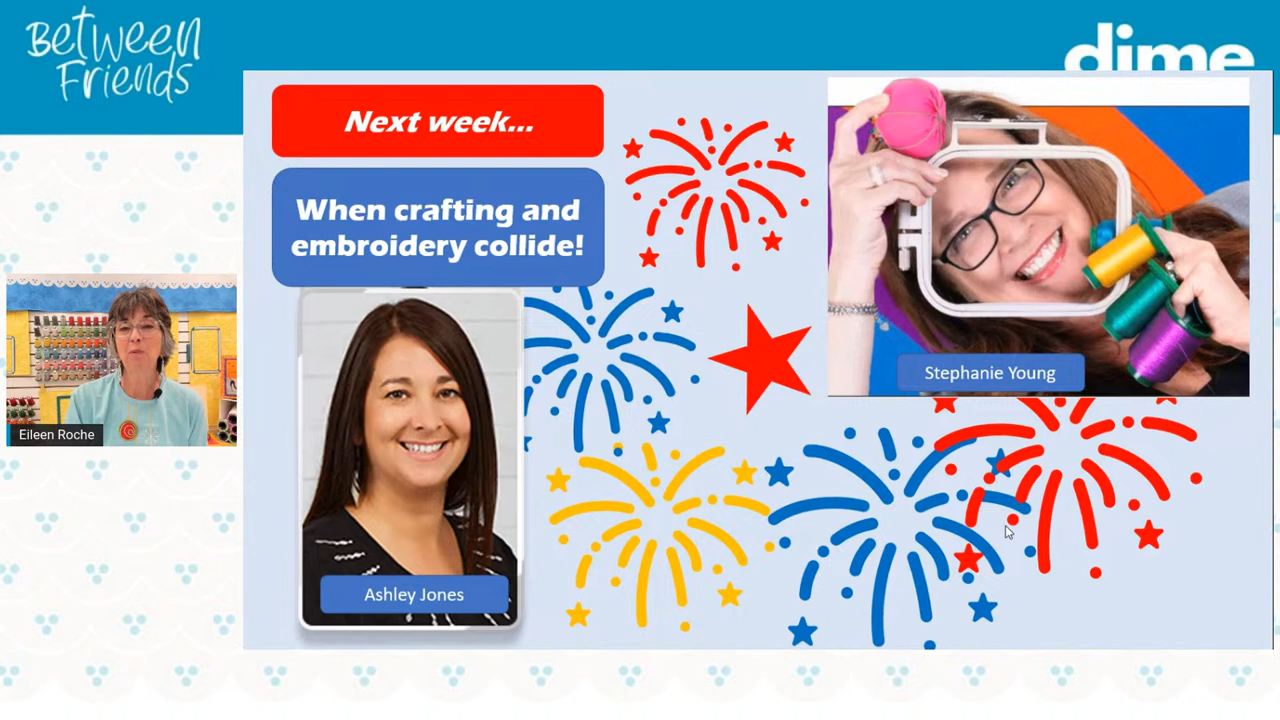 Between
Friends
dime
Next week...
When crafting and
embroidery collide!
Stephanie Young
Eileen Roche
Ashley Jones